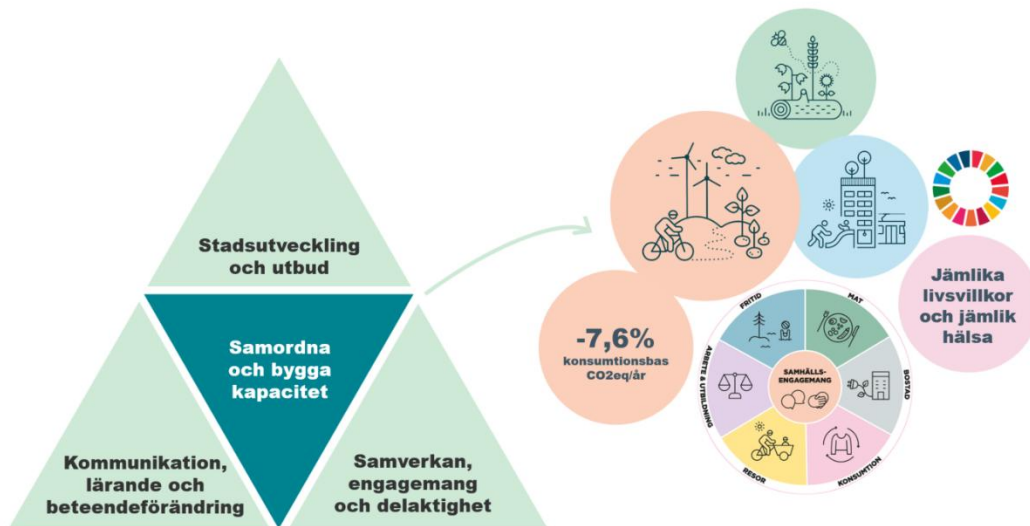 Stadsutveckling
och utbud
Samordna
och bygga
kapacitet
Kommunikation,
lärande och
beteendeförändring
Samverkan,
engagemang
och delaktighet
-7,6%
konsumtionsbas
CO2eq/år
Jämlika
livsvillkor
och jämlik
hälsa
FRITID
MAT
BOSTAD
KONSUMTION
RESOR
ARBETE & UTBILDNING
SAMHÄLLS-
ENGAGEMANG